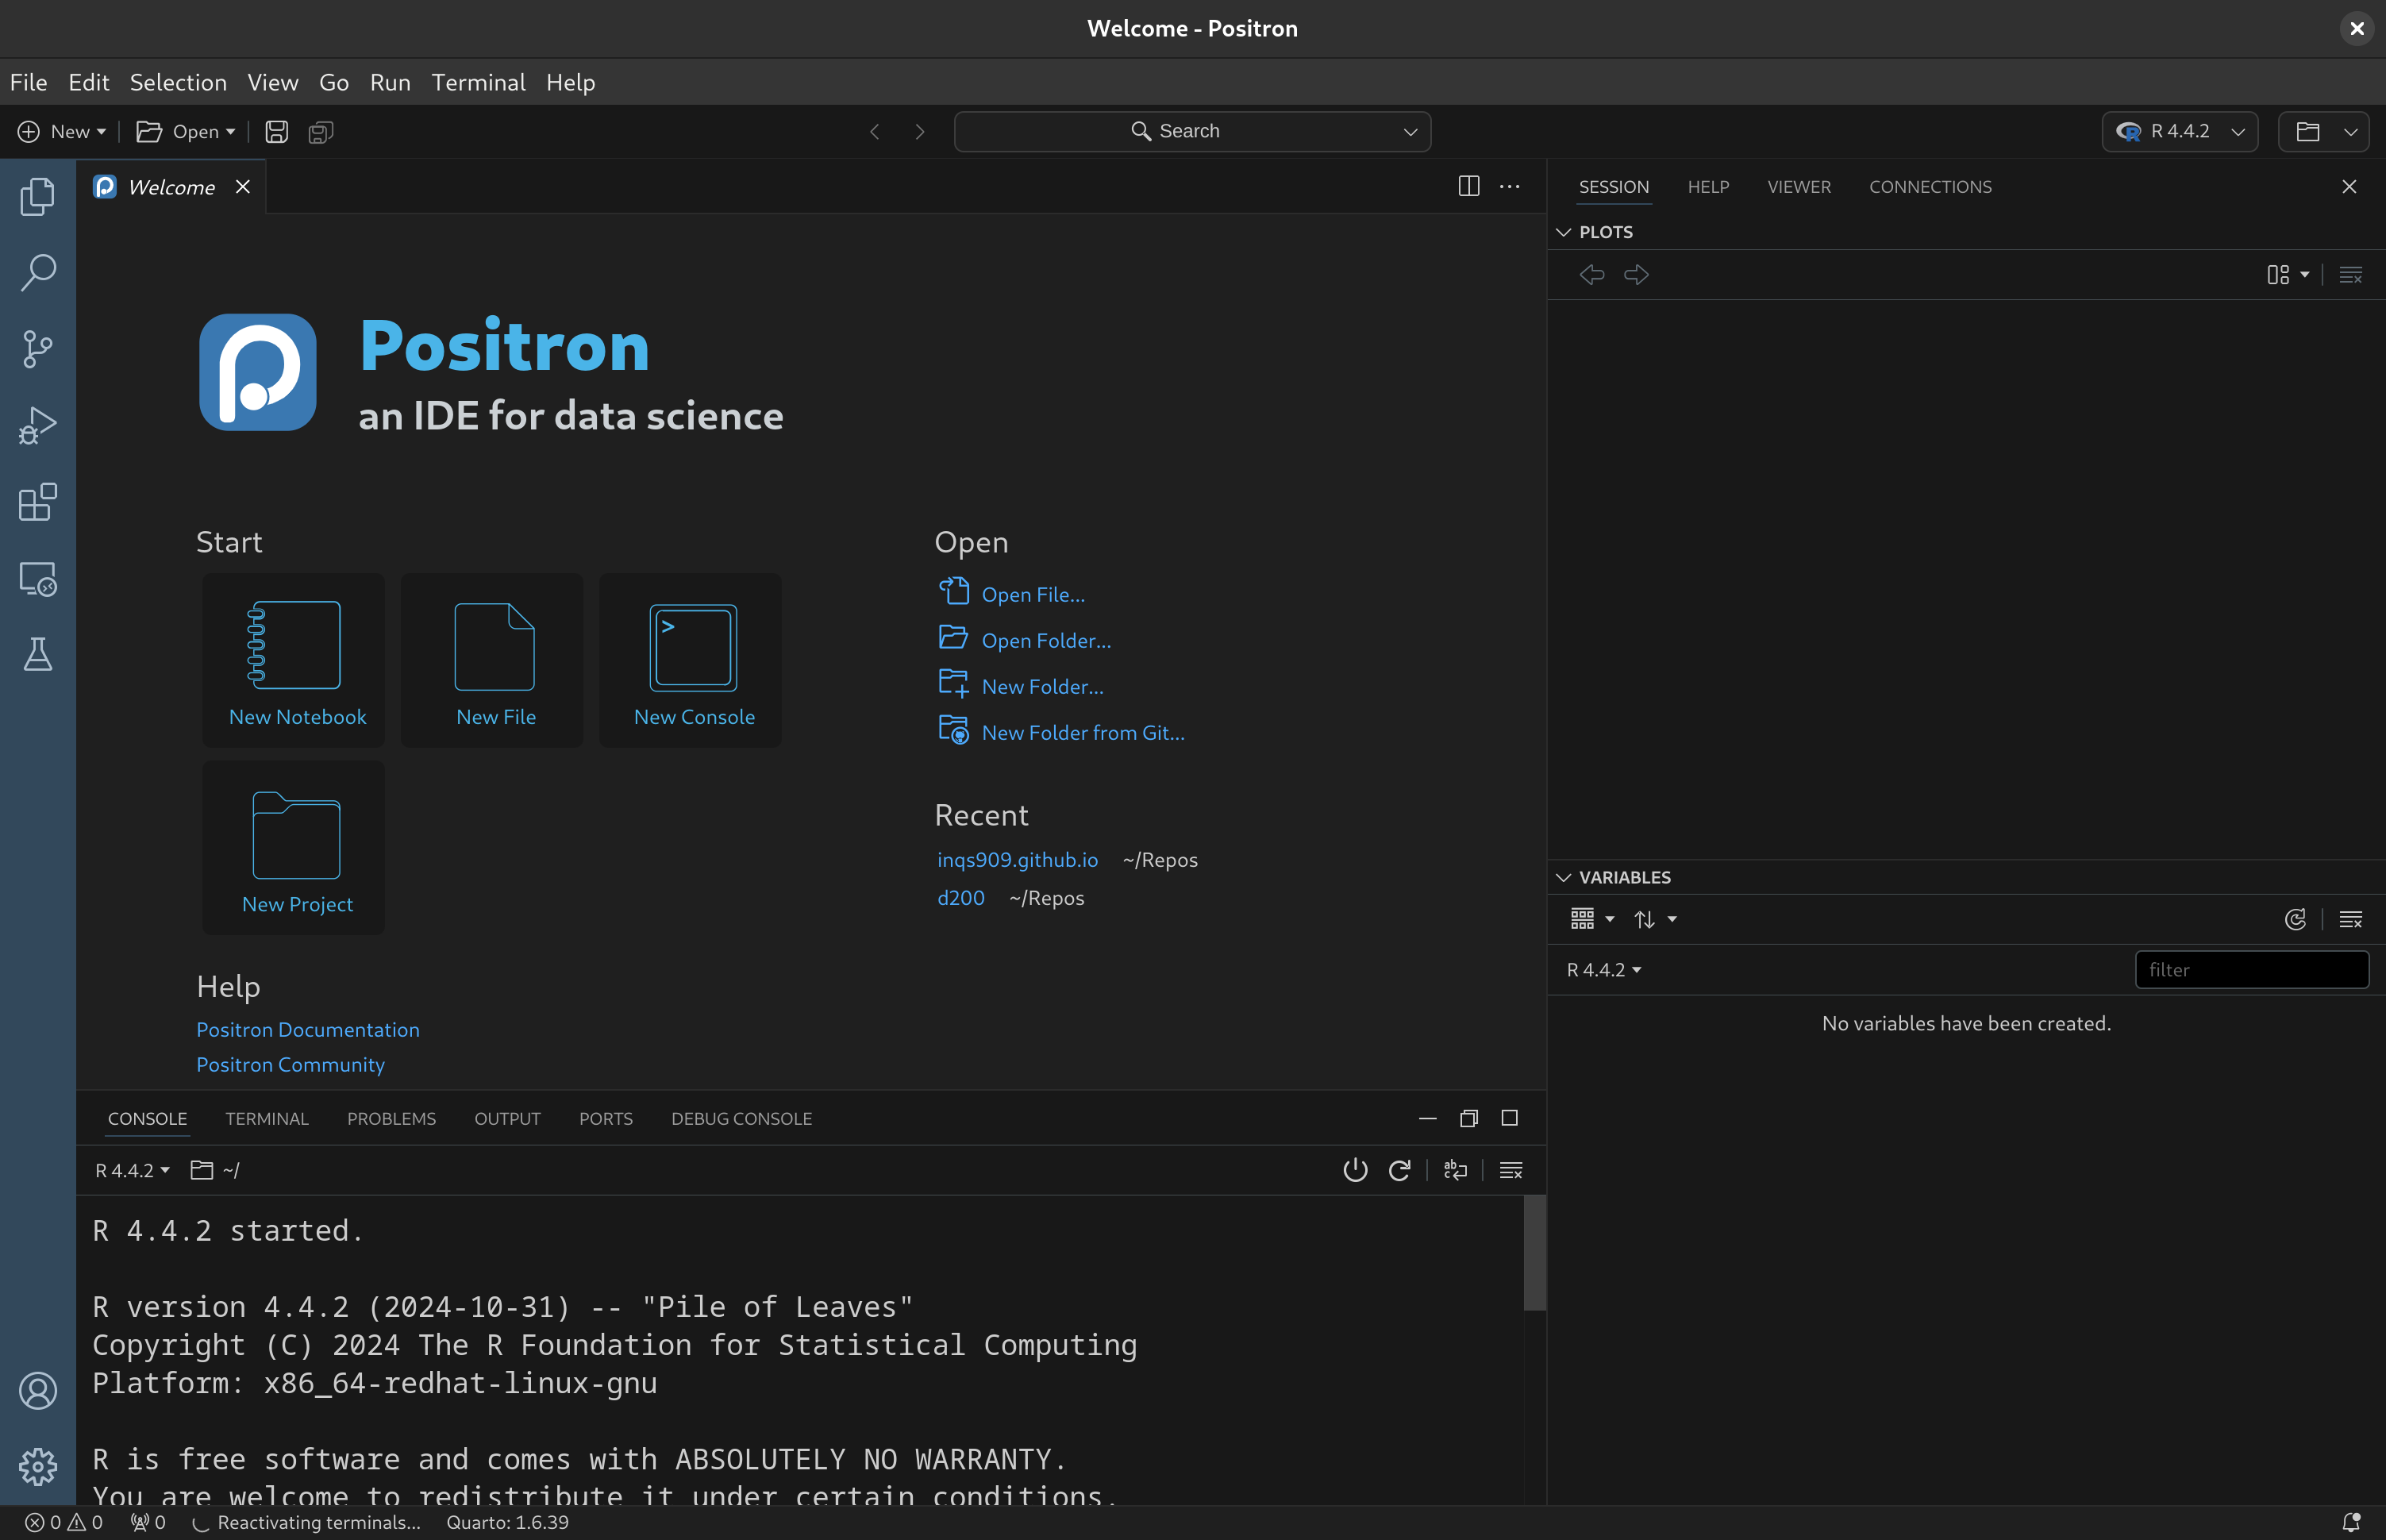 Welcome - Positron
File Edit Selection View Go Run Terminal Help
New Open Search R 4.4.2
Welcome
Positron
an IDE for data science
Start
New Notebook
New File
New Console
New Project
Help
Positron Documentation
Positron Community
Open
Open File...
Open Folder...
New Folder...
New Folder from Git...
Recent
inqs909.github.io ~/Repos
d200 ~/Repos
SESSION HELP VIEWER CONNECTIONS
PLOTS
VARIABLES
R 4.4.2 filter
No variables have been created.
CONSOLE TERMINAL PROBLEMS OUTPUT PORTS DEBUG CONSOLE
R 4.4.2 ~/
R 4.4.2 started.
R version 4.4.2 (2024-10-31) -- "Pile of Leaves"
Copyright (C) 2024 The R Foundation for Statistical Computing
Platform: x86_64-redhat-linux-gnu
R is free software and comes with ABSOLUTELY NO WARRANTY.
You are welcome to redistribute it under certain conditions.
0 0 0 Reactivating terminals... Quarto: 1.6.39